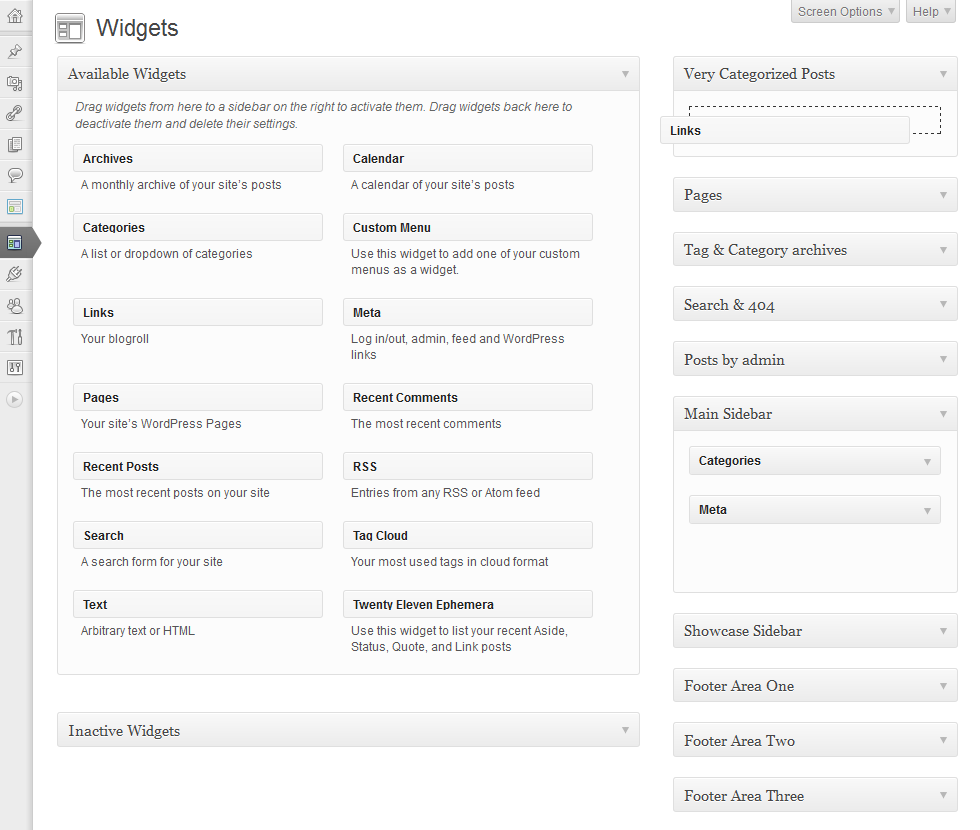 Screen Options
Help
Widgets
Available Widgets
Drag widgets from here to a sidebar on the right to activate them. Drag widgets back here to
deactivate them and delete their settings.
Archives
A monthly archive of your site's posts
Calendar
A calendar of your site's posts
Categories
A list or dropdown of categories
Custom Menu
Use this widget to add one of your custom
menus as a widget.
Links
Your blogroll
Meta
Log in/out, admin, feed and WordPress
links
Pages
Your site's WordPress Pages
Recent Comments
The most recent comments
Recent Posts
The most recent posts on your site
RSS
Entries from any RSS or Atom feed
Search
A search form for your site
Tag Cloud
Your most used tags in cloud format
Text
Arbitrary text or HTML
Twenty Eleven Ephemera
Use this widget to list your recent Aside,
Status, Quote, and Link posts
Inactive Widgets
Very Categorized Posts
Links
Pages
Tag & Category archives
Search & 404
Posts by admin
Main Sidebar
Categories
Meta
Showcase Sidebar
Footer Area One
Footer Area Two
Footer Area Three